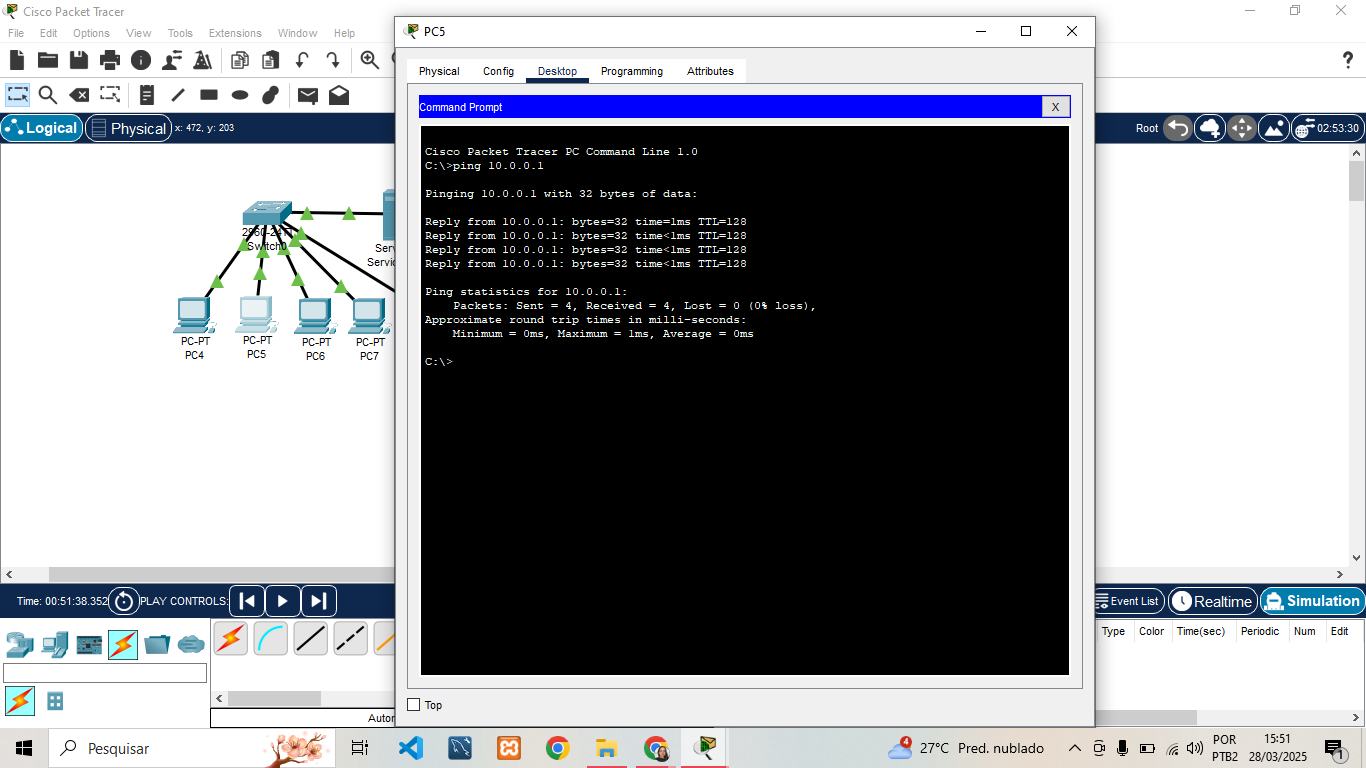 Cisco Packet Tracer
File Edit Options View Tools Extensions Window Help
Logical Physical x: 472, y: 203
Root 02:53:30
2960-24TT
Switch0
PC-PT
PC4
PC-PT
PC5
PC-PT
PC6
PC-PT
PC7
Serv
Servic
PC5
Physical Config Desktop Programming Attributes
Command Prompt X
Cisco Packet Tracer PC Command Line 1.0
C:\>ping 10.0.0.1
Pinging 10.0.0.1 with 32 bytes of data:
Reply from 10.0.0.1: bytes=32 time=1ms TTL=128
Reply from 10.0.0.1: bytes=32 time<1ms TTL=128
Reply from 10.0.0.1: bytes=32 time<1ms TTL=128
Reply from 10.0.0.1: bytes=32 time<1ms TTL=128
Ping statistics for 10.0.0.1:
Packets: Sent = 4, Received = 4, Lost = 0 (0% loss),
Approximate round trip times in milli-seconds:
Minimum = 0ms, Maximum = 1ms, Average = 0ms
C:\>
Top
Time: 00:51:38.352 PLAY CONTROLS:
Event List Realtime Simulation
Type Color Time(sec) Periodic Num Edit
Autor
Pesquisar
4
27°C Pred. nublado
POR
PTB2
15:51
28/03/2025
1